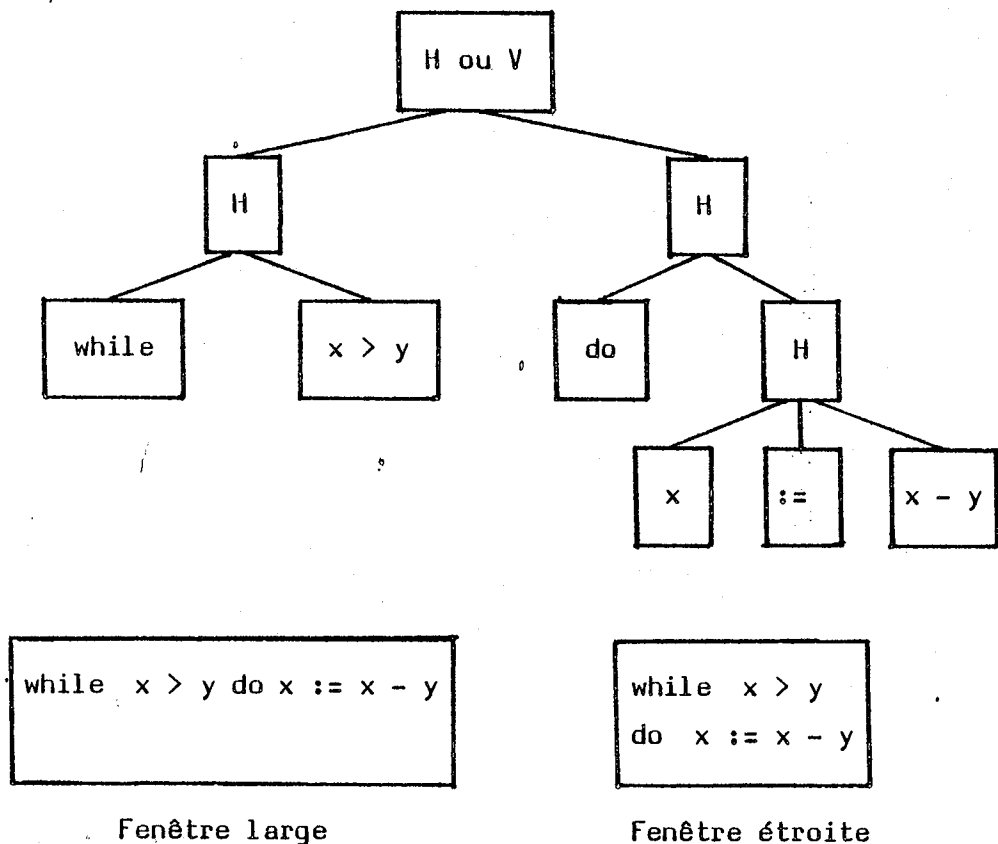 H ou V
H
H
while
x > y
do
H
x
:=
x - y
while x > y do x := x - y
while x > y
do x := x - y
Fenêtre large
Fenêtre étroite